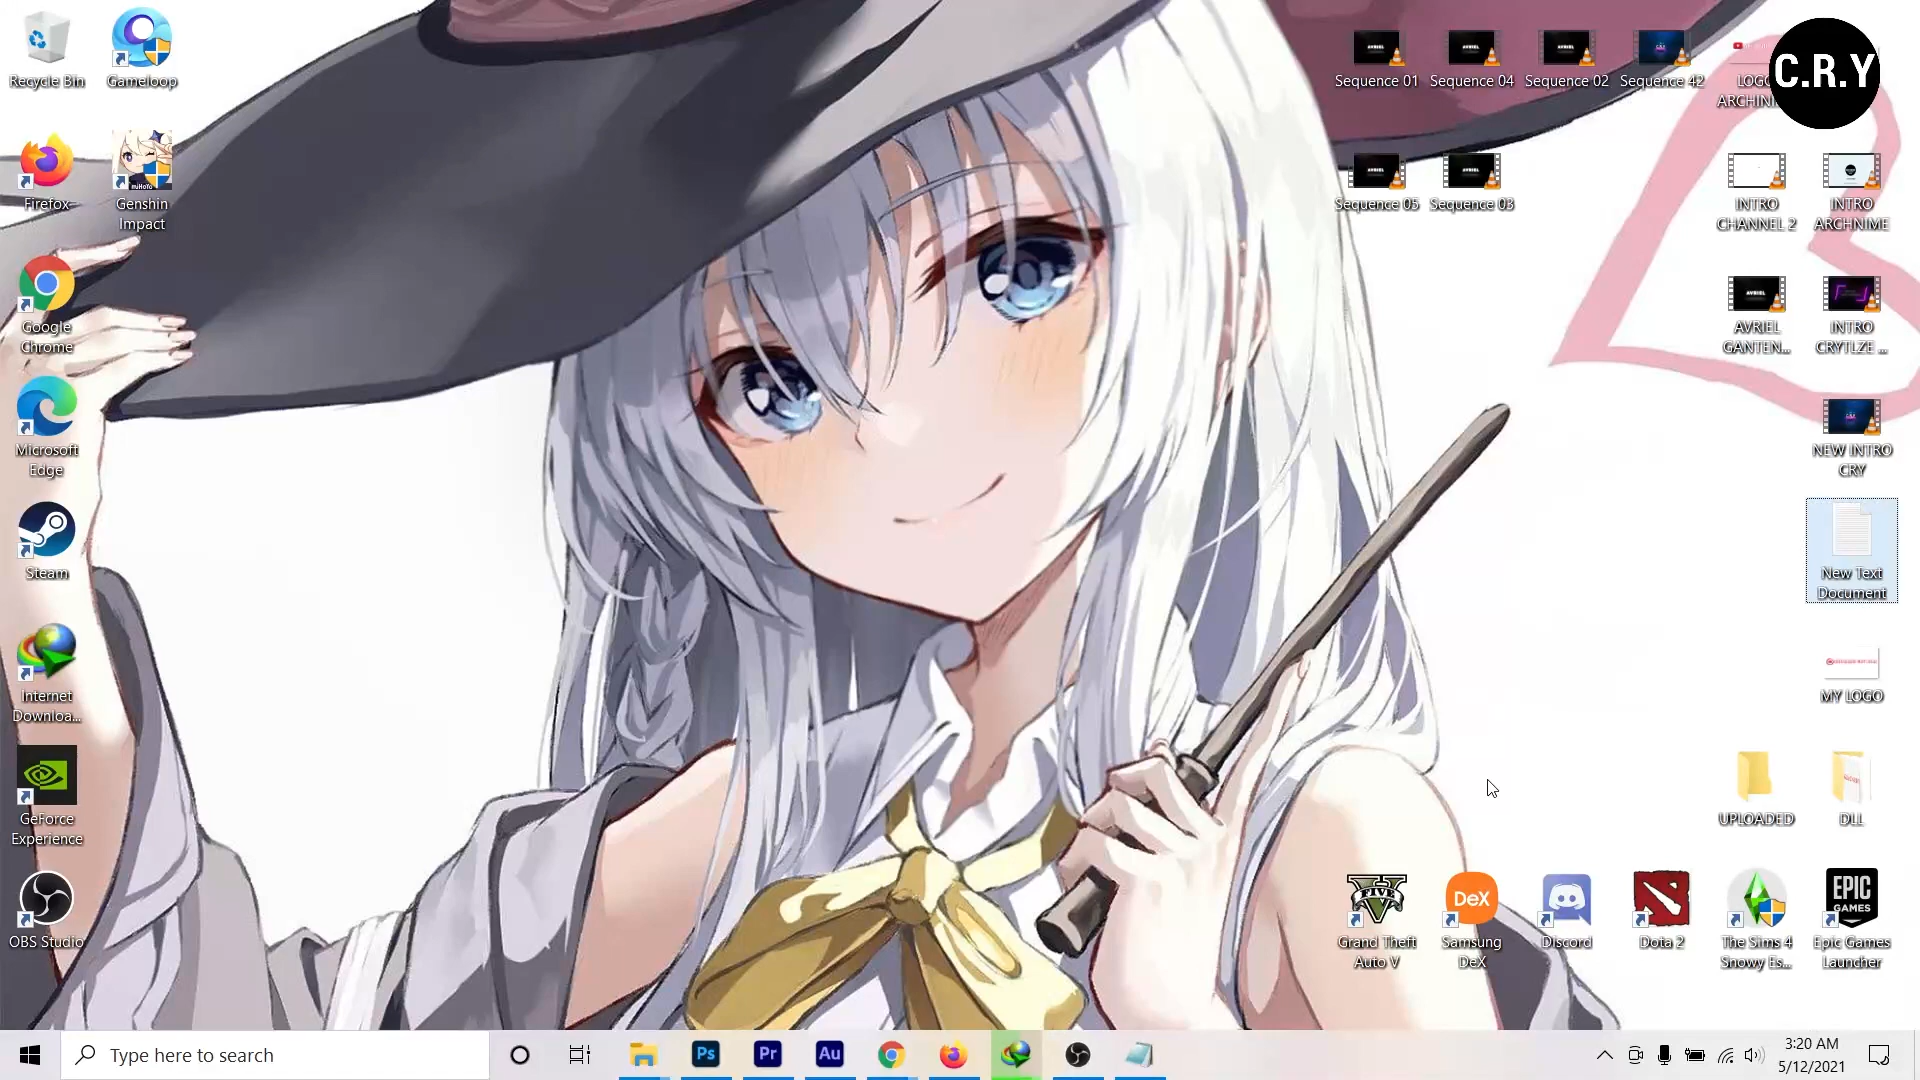 Recycle Bin
Gameloop
Sequence 01
Sequence 04
Sequence 02
Sequence 42
C.R.Y
Firefox
Genshin
Impact
Sequence 05
Sequence 03
INTRO
CHANNEL 2
INTRO
ARCHNIME
Google
Chrome
AVRIEL
GANTEN...
INTRO
CRYTLZE ...
Microsoft
Edge
NEW INTRO
CRY
Steam
New Text
Document
Internet
Downloa...
MY LOGO
GeForce
Experience
UPLOADED
DLL
OBS Studio
FIVE
Grand Theft
Auto V
DeX
Samsung
DeX
Discord
Dota 2
The Sims 4
Snowy Es...
EPIC
GAMES
Epic Games
Launcher
Type here to search
Ps
Pr
Au
3:20 AM
5/12/2021